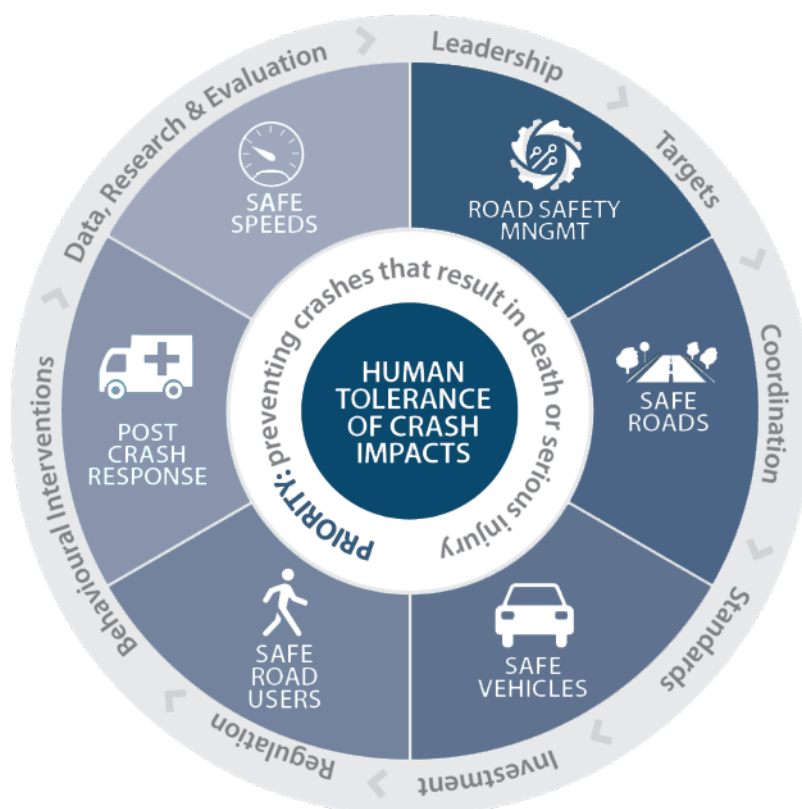 Leadership
Targets
Coordination
Standards
Investment
Regulation
Behavioural Interventions
Data, Research & Evaluation
ROAD SAFETY
MNGMT
SAFE
ROADS
SAFE
VEHICLES
SAFE
ROAD
USERS
POST
CRASH
RESPONSE
SAFE
SPEEDS
PRIORITY: preventing crashes that result in death or serious injury
HUMAN
TOLERANCE
OF CRASH
IMPACTS